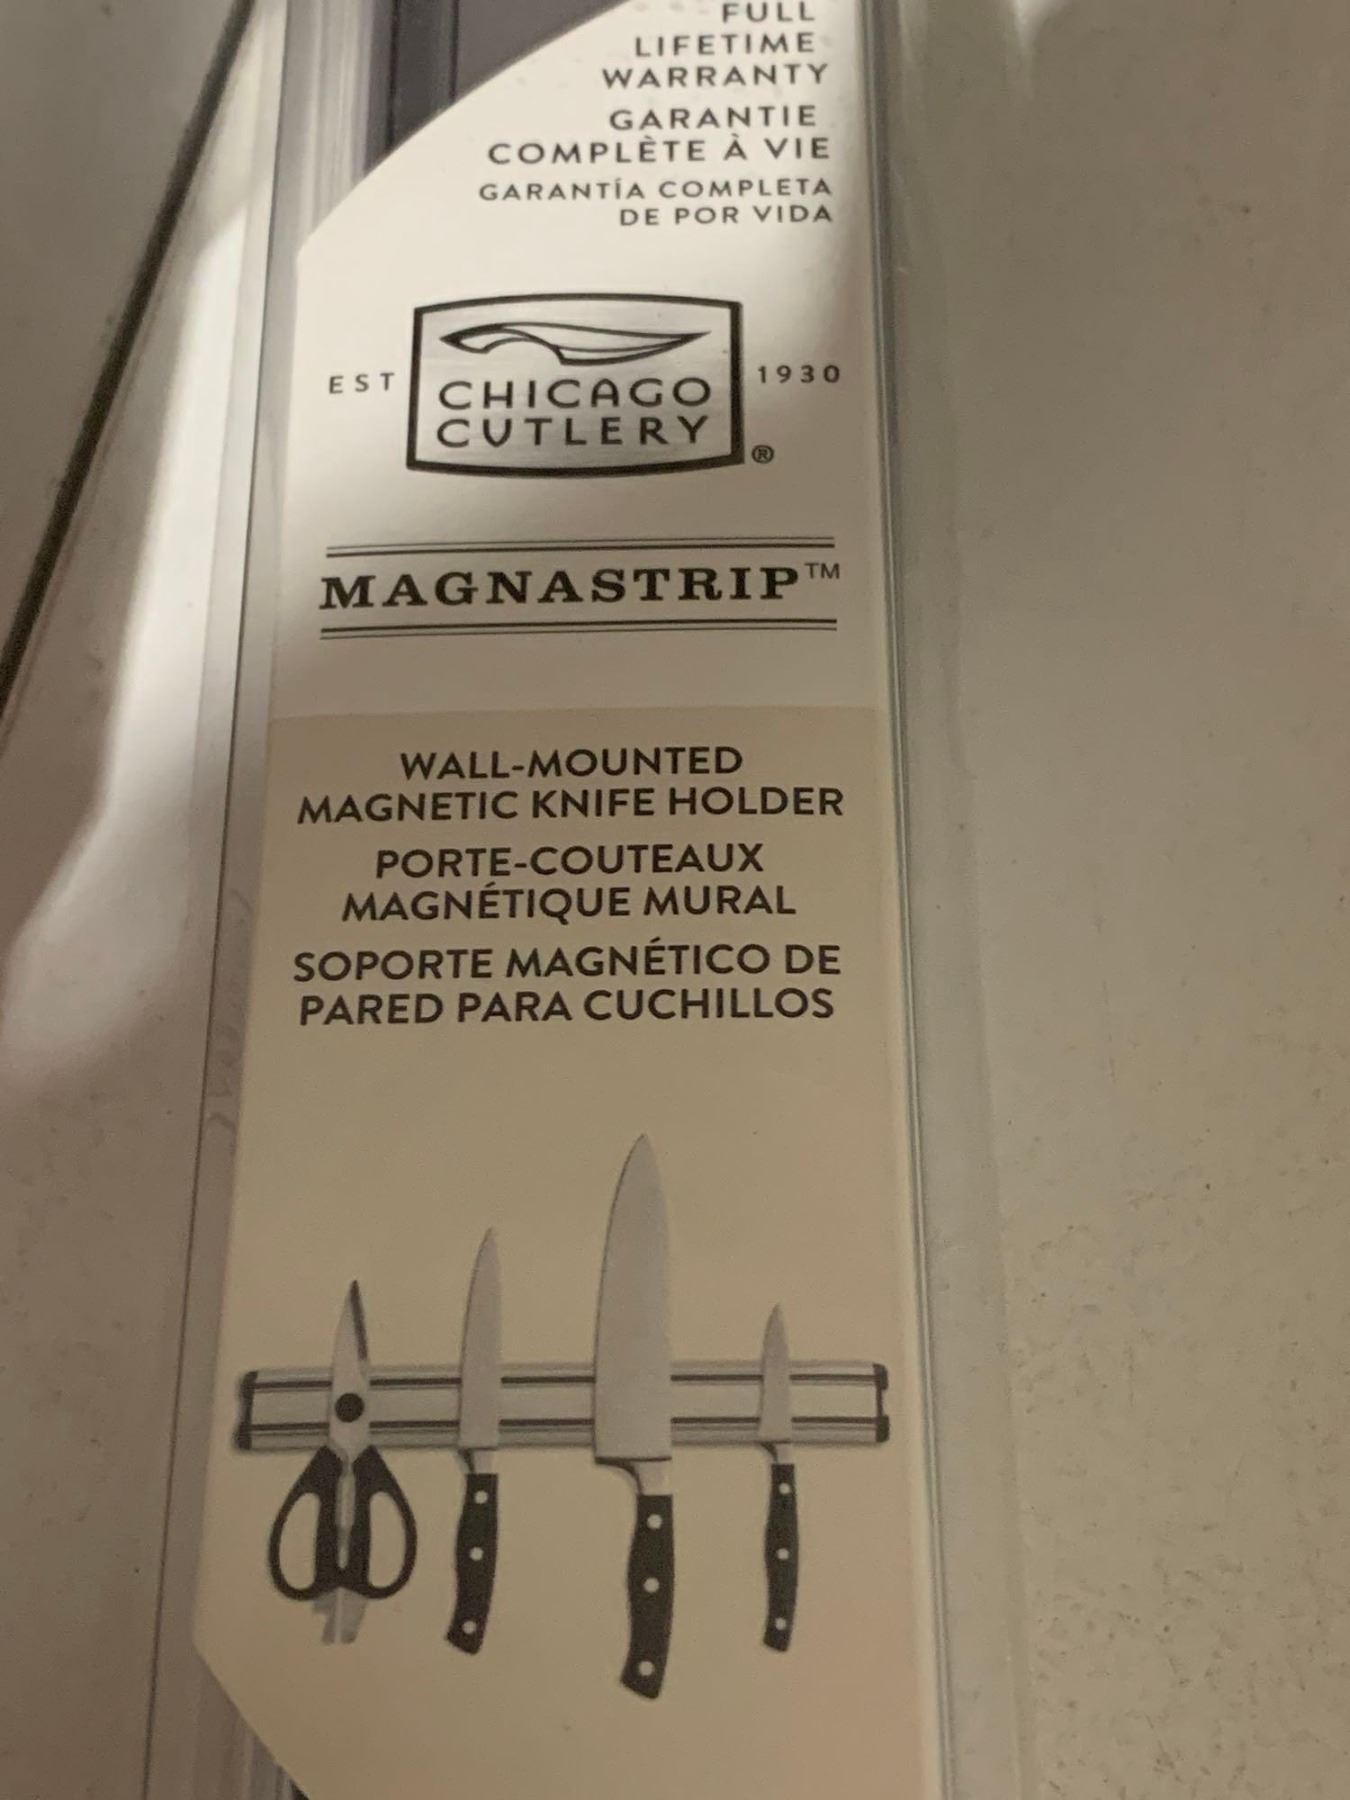 FULL
LIFETIME
WARRANTY
GARANTIE
COMPLÈTE À VIE
GARANTÍA COMPLETA
DE POR VIDA
EST
CHICAGO
CUTLERY
®
1930
MAGNASTRIP™
WALL-MOUNTED
MAGNETIC KNIFE HOLDER
PORTE-COUTEAUX
MAGNÉTIQUE MURAL
SOPORTE MAGNÉTICO DE
PARED PARA CUCHILLOS